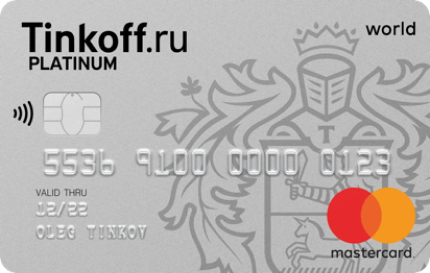 Tinkoff.ru
world
PLATINUM
T
5536 9100 0000 0123
VALID THRU
12/22
OLEG TINKOV
mastercard